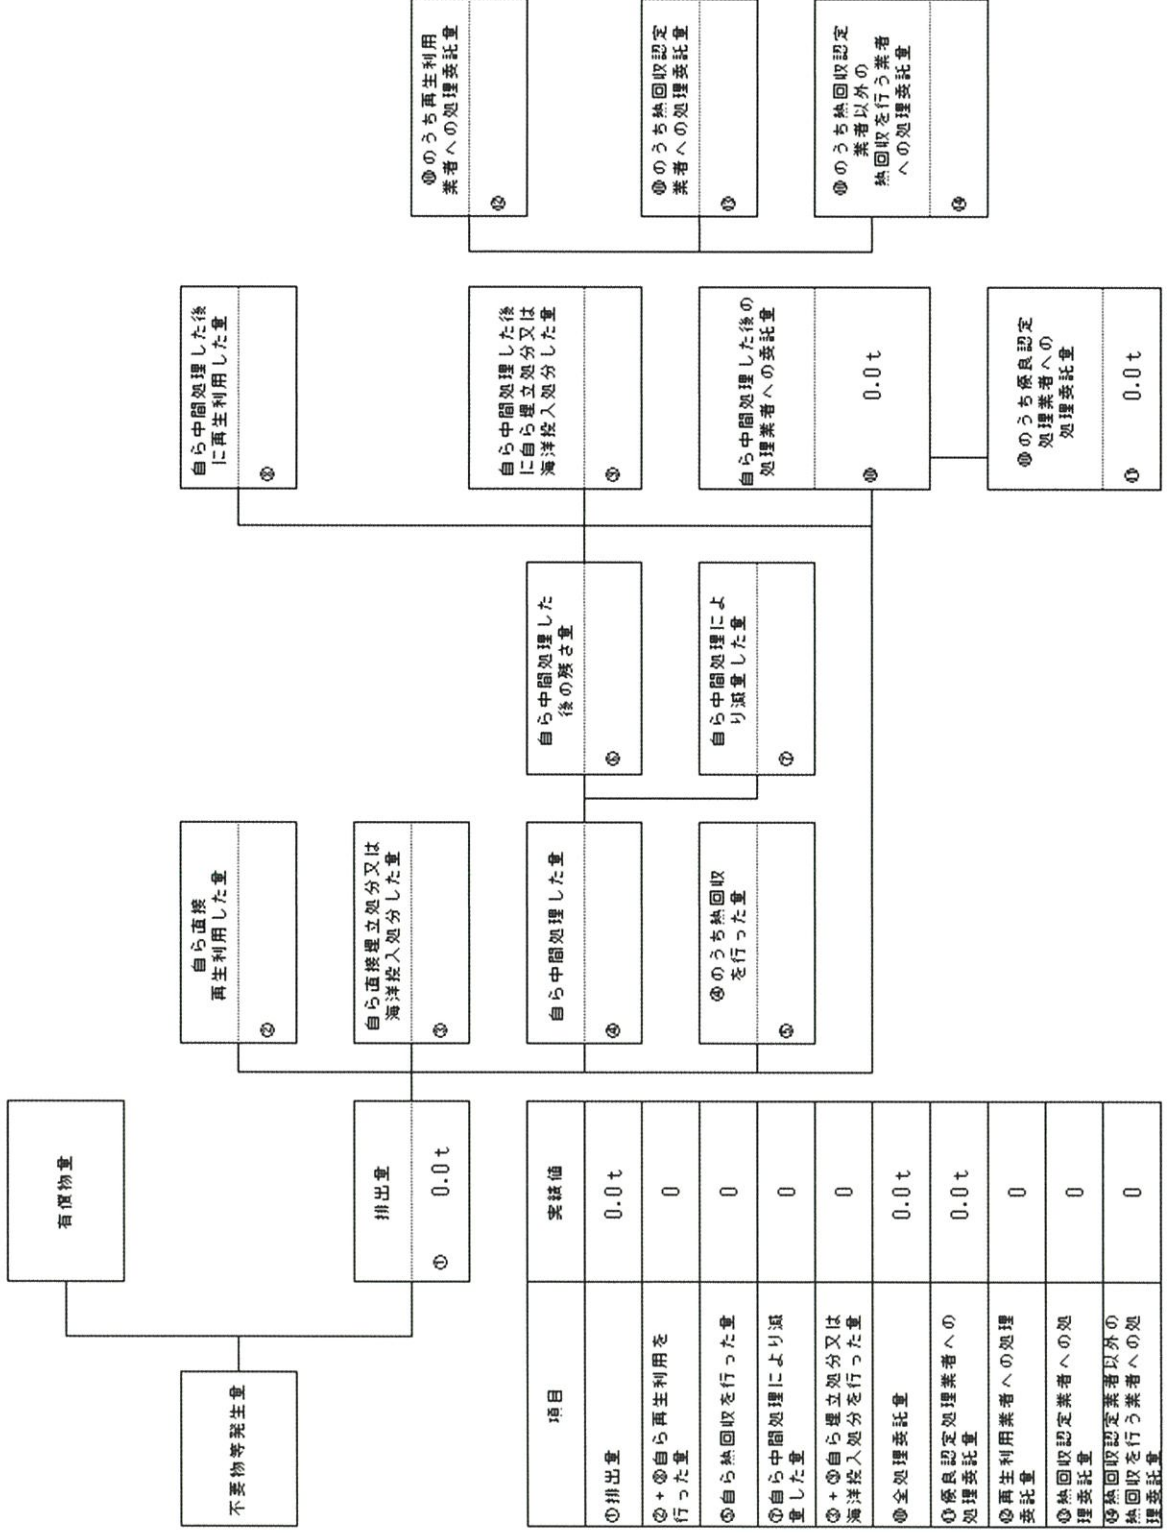 不要物等発生量
有償物量
排出量
① 0.0 t
自ら直接
再生利用した量
②
自ら直接埋立処分又は
海洋投入処分した量
③
自ら中間処理した量
④
④のうち熱回収
を行った量
⑤
自ら中間処理した
後の残さ量
⑥
自ら中間処理によ
り減量した量
⑦
自ら中間処理した後
に再生利用した量
⑧
自ら中間処理した後
に自ら埋立処分又は
海洋投入処分した量
⑨
自ら中間処理した後の
処理業者への委託量
⑩ 0.0 t
⑩のうち優良認定
処理業者への
処理委託量
⑪ 0.0 t
⑩のうち再生利用
業者への処理委託量
⑫
⑩のうち熱回収認定
業者への処理委託量
⑬
⑩のうち熱回収認定
業者以外の
熱回収を行う業者
への処理委託量
⑭
項目 実績値
①排出量 0.0 t
②+⑧自ら再生利用を
行った量 0
⑤自ら熱回収を行った量 0
⑦自ら中間処理により減
量した量 0
③+⑨自ら埋立処分又は
海洋投入処分を行った量 0
⑩全処理委託量 0.0 t
⑪優良認定処理業者への
処理委託量 0.0 t
⑫再生利用業者への処理
委託量 0
⑬熱回収認定業者への処
理委託量 0
⑭熱回収認定業者以外の
熱回収を行う業者への処
理委託量 0